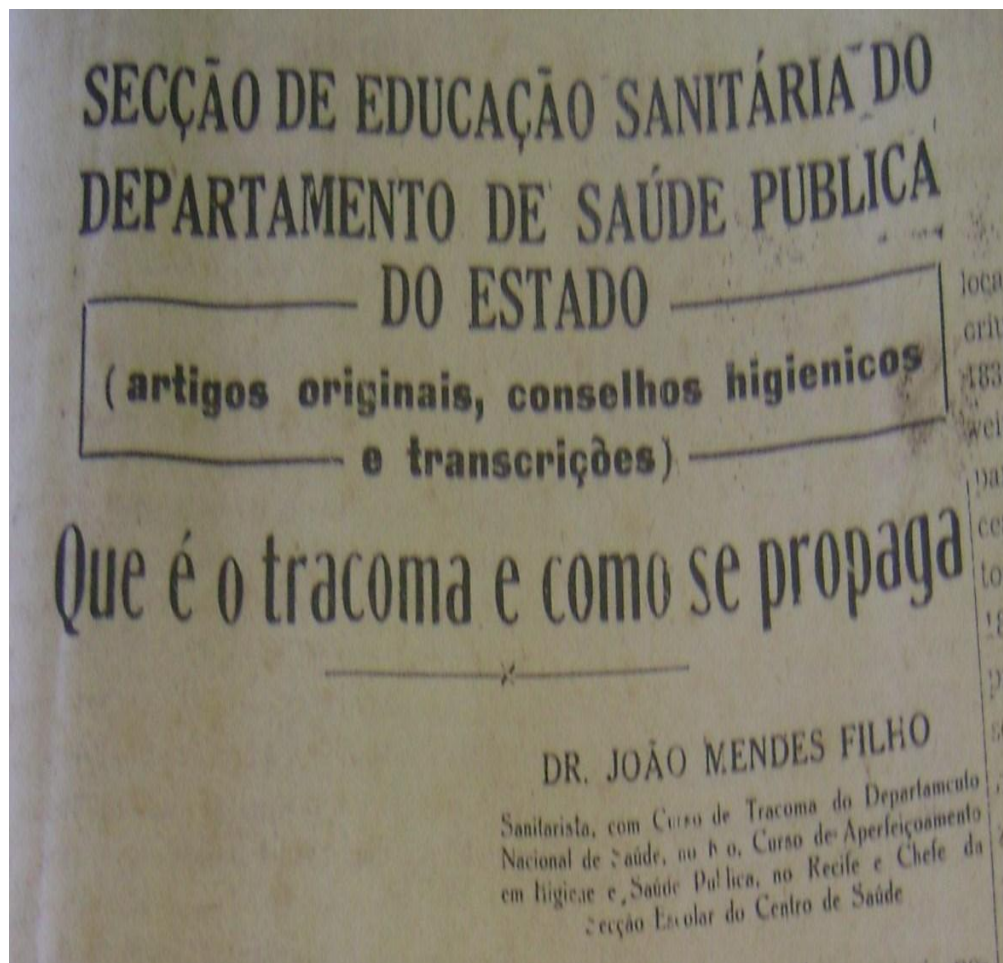 SECÇÃO DE EDUCAÇÃO SANITÁRIA DO
DEPARTAMENTO DE SAÚDE PUBLICA
DO ESTADO
(artigos originais, conselhos higienicos
e transcrições)
Que é o tracoma e como se propaga
DR. JOÃO MENDES FILHO
Sanitarista, com Curso de Tracoma do Departamento
Nacional de Saúde, no Curso de Aperfeiçoamento
em Higiene e Saúde Publica, no Recife e Chefe da
Secção Escolar do Centro de Saúde